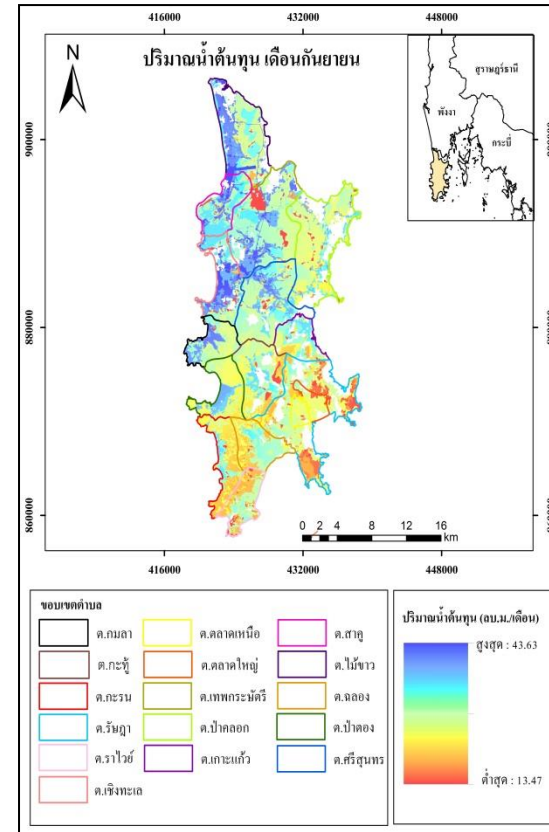 416000 432000 448000
N
ปริมาณน้ำต้นทุน เดือนกันยายน
สุราษฎร์ธานี
พังงา
กระบี่
900000 900000
880000 880000
860000 860000
0 2 4 8 12 16
km
416000 432000 448000
ขอบเขตตำบล
ต.กมลา ต.ตลาดเหนือ ต.สาคู
ต.กะทู้ ต.ตลาดใหญ่ ต.ไม้ขาว
ต.กะรน ต.เทพกระษัตรี ต.ฉลอง
ต.รัษฎา ต.ป่าคลอก ต.ป่าตอง
ต.ราไวย์ ต.เกาะแก้ว ต.ศรีสุนทร
ต.เชิงทะเล
ปริมาณน้ำต้นทุน (ลบ.ม./เดือน)
สูงสุด : 43.63
ต่ำสุด : 13.47